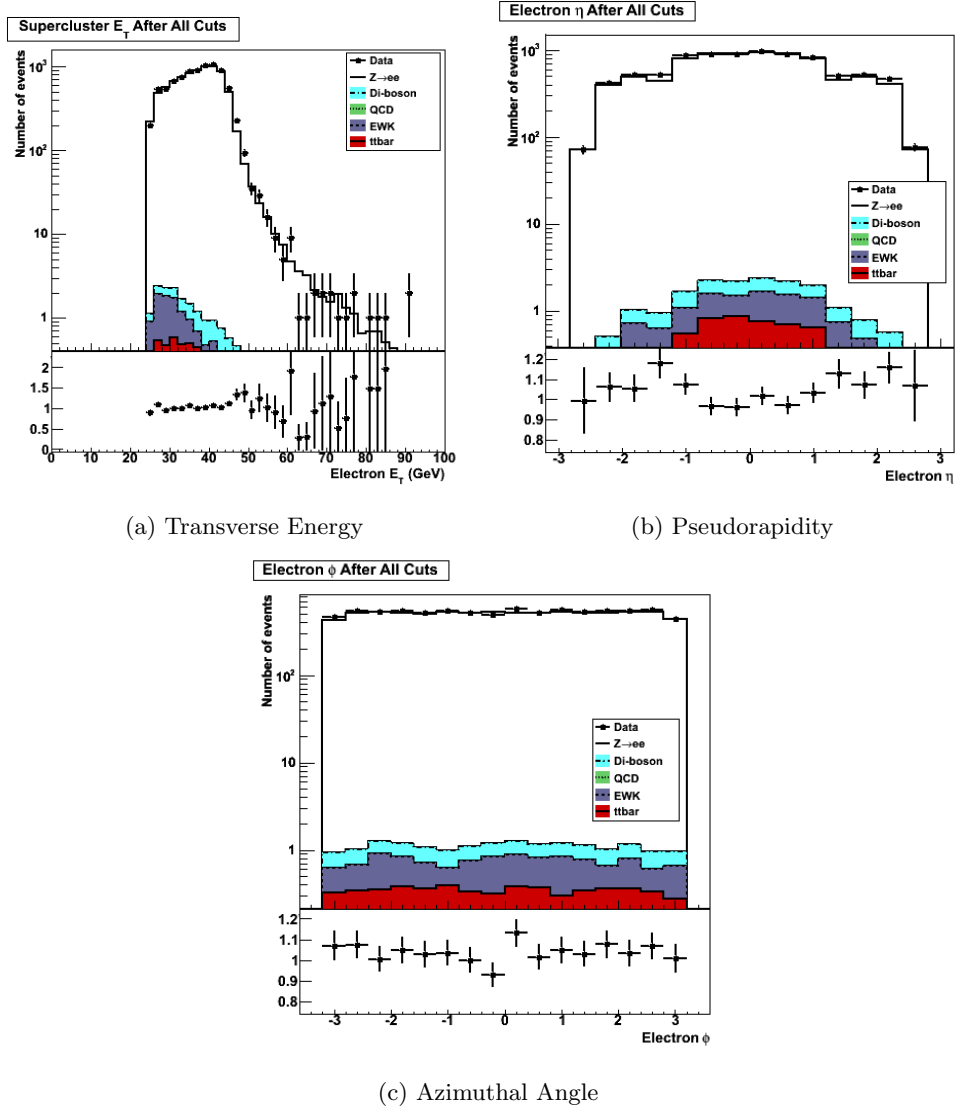 Supercluster E_T After All Cuts
Number of events
10³
10²
10
1
Data
Z→ee
Di-boson
QCD
EWK
ttbar
2
1.5
1
0.5
0
0 10 20 30 40 50 60 70 80 90 100
Electron E_T (GeV)
(a) Transverse Energy
Electron η After All Cuts
Number of events
10³
10²
10
1
Data
Z→ee
Di-boson
QCD
EWK
ttbar
1.2
1.1
1
0.9
0.8
-3 -2 -1 0 1 2 3
Electron η
(b) Pseudorapidity
Electron ϕ After All Cuts
Number of events
10²
10
1
Data
Z→ee
Di-boson
QCD
EWK
ttbar
1.2
1.1
1
0.9
0.8
-3 -2 -1 0 1 2 3
Electron ϕ
(c) Azimuthal Angle